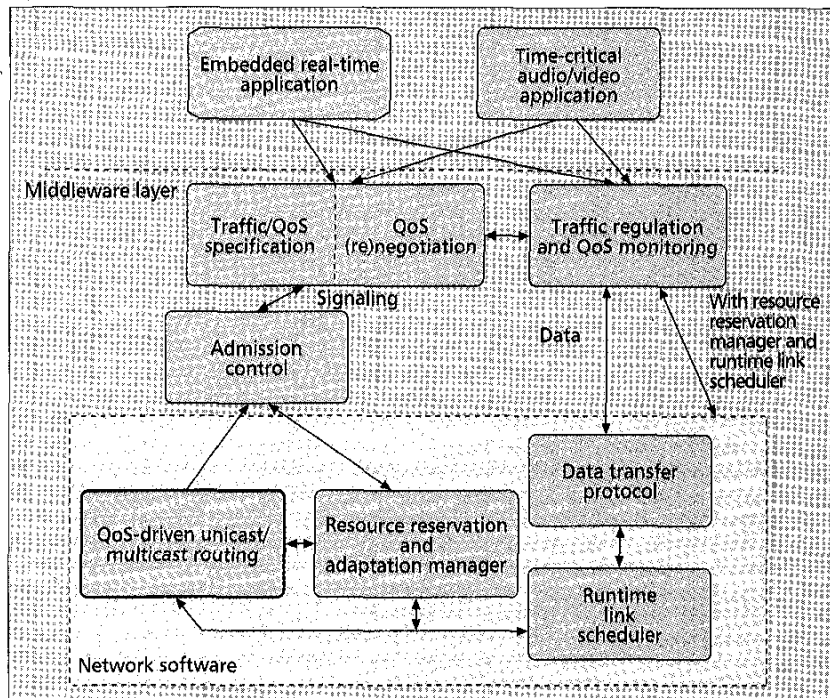 Embedded real-time
application
Time-critical
audio/video
application
Middleware layer
Traffic/QoS
specification
QoS
(re)negotiation
Traffic regulation
and QoS monitoring
Signaling
Data
With resource
reservation
manager and
runtime link
scheduler
Admission
control
Data transfer
protocol
QoS-driven unicast/
multicast routing
Resource reservation
and
adaptation manager
Runtime
link
scheduler
Network software